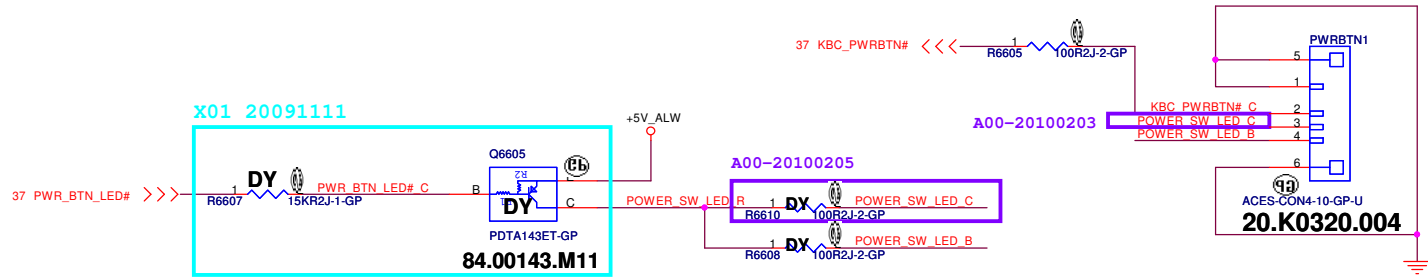 PWRBTN1
37 KBC_PWRBTN#
1
R6605
100R2J-2-GP
5
1
KBC_PWRBTN#_C
2
POWER_SW_LED_C
3
POWER_SW_LED_B
4
6
A00-20100203
ACES-CON4-10-GP-U
20.K0320.004
X01 20091111
+5V_ALW
Q6605
R2
E
37 PWR_BTN_LED#
1
DY
R6607
15KR2J-1-GP
PWR_BTN_LED#_C
B
R1
DY
C
PDTA143ET-GP
84.00143.M11
POWER_SW_LED_R
A00-20100205
1
DY
R6610
100R2J-2-GP
POWER_SW_LED_C
1
DY
R6608
100R2J-2-GP
POWER_SW_LED_B